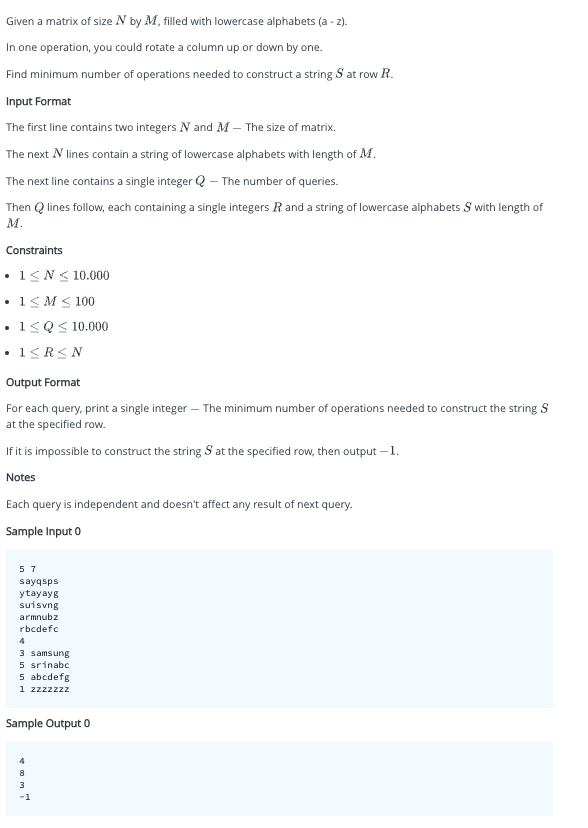 Given a matrix of size N by M, filled with lowercase alphabets (a - z).
In one operation, you could rotate a column up or down by one.
Find minimum number of operations needed to construct a string S at row R.
Input Format
The first line contains two integers N and M − The size of matrix.
The next N lines contain a string of lowercase alphabets with length of M.
The next line contains a single integer Q − The number of queries.
Then Q lines follow, each containing a single integers R and a string of lowercase alphabets S with length of
M.
Constraints
• 1 ≤ N ≤ 10.000
• 1 ≤ M ≤ 100
• 1 ≤ Q ≤ 10.000
• 1 ≤ R ≤ N
Output Format
For each query, print a single integer − The minimum number of operations needed to construct the string S
at the specified row.
If it is impossible to construct the string S at the specified row, then output −1.
Notes
Each query is independent and doesn't affect any result of next query.
Sample Input 0
5 7
sayqsps
ytayayg
suisvng
armnubz
rbcdefc
4
3 samsung
5 srinabc
5 abcdefg
1 zzzzzzz
Sample Output 0
4
8
3
-1